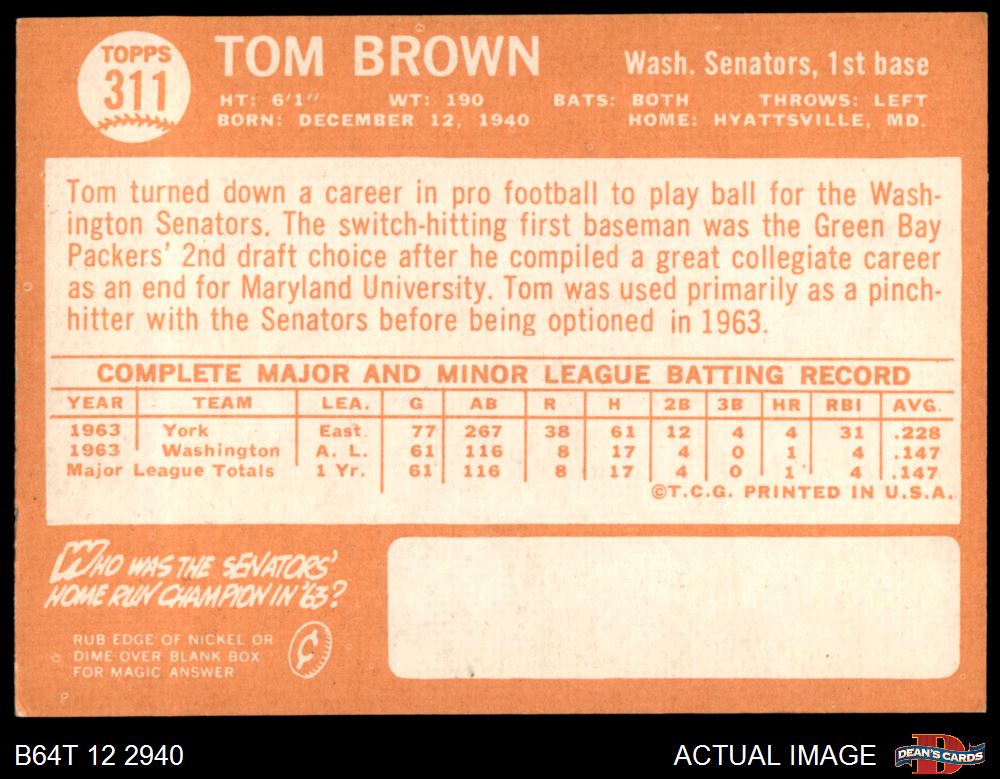 TOPPS
311
TOM BROWN
Wash. Senators, 1st base
HT: 6'1" WT: 190 BATS: BOTH THROWS: LEFT
BORN: DECEMBER 12, 1940 HOME: HYATTSVILLE, MD.
Tom turned down a career in pro football to play ball for the Wash-
ington Senators. The switch-hitting first baseman was the Green Bay
Packers' 2nd draft choice after he compiled a great collegiate career
as an end for Maryland University. Tom was used primarily as a pinch-
hitter with the Senators before being optioned in 1963.
COMPLETE MAJOR AND MINOR LEAGUE BATTING RECORD
YEAR TEAM LEA. G AB R H 2B 3B HR RBI AVG.
1963 York East. 77 267 38 61 12 4 4 31 .228
1963 Washington A. L. 61 116 8 17 4 0 1 4 .147
Major League Totals 1 Yr. 61 116 8 17 4 0 1 4 .147
©T.C.G. PRINTED IN U.S.A.
WHO WAS THE SENATORS'
HOME RUN CHAMPION IN '63?
RUB EDGE OF NICKEL OR
DIME OVER BLANK BOX
FOR MAGIC ANSWER
P
B64T 12 2940
ACTUAL IMAGE
D
DEAN'S CARDS